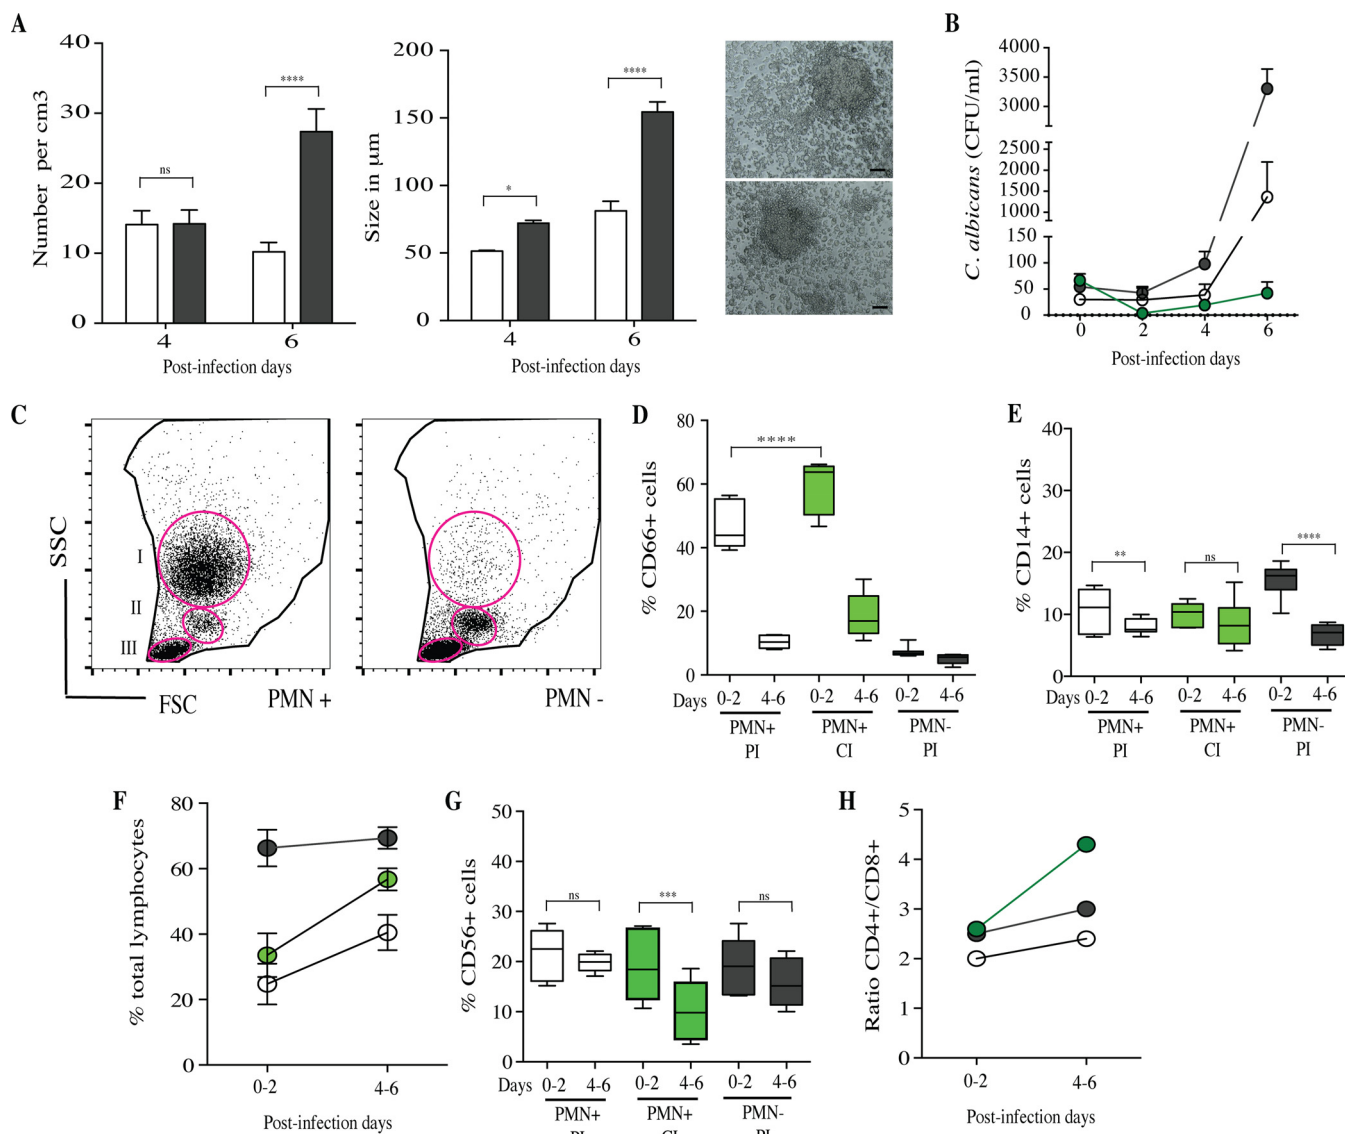 A
40
30
20
10
0
Number per cm3
ns
****
4
6
Post-infection days
200
150
100
50
0
Size in µm
*
****
4
6
Post-infection days
B
4000
3500
3000
2500
1500
1000
150
100
50
0
C. albicans (CFU/ml)
0
2
4
6
Post-infection days
C
SSC
I
II
III
FSC
PMN +
PMN -
D
80
60
40
20
0
% CD66+ cells
****
Days
0-2
4-6
0-2
4-6
0-2
4-6
PMN+
PI
PMN+
CI
PMN-
PI
E
40
30
20
10
0
% CD14+ cells
**
ns
****
Days
0-2
4-6
0-2
4-6
0-2
4-6
PMN+
PI
PMN+
CI
PMN-
PI
F
80
60
40
20
0
% total lymphocytes
0-2
4-6
Post-infection days
G
50
40
30
20
10
0
% CD56+ cells
ns
***
ns
Days
0-2
4-6
0-2
4-6
0-2
4-6
PMN+
PI
PMN+
CI
PMN-
PI
H
5
4
3
2
1
0
Ratio CD4+/CD8+
0-2
4-6
Post-infection days